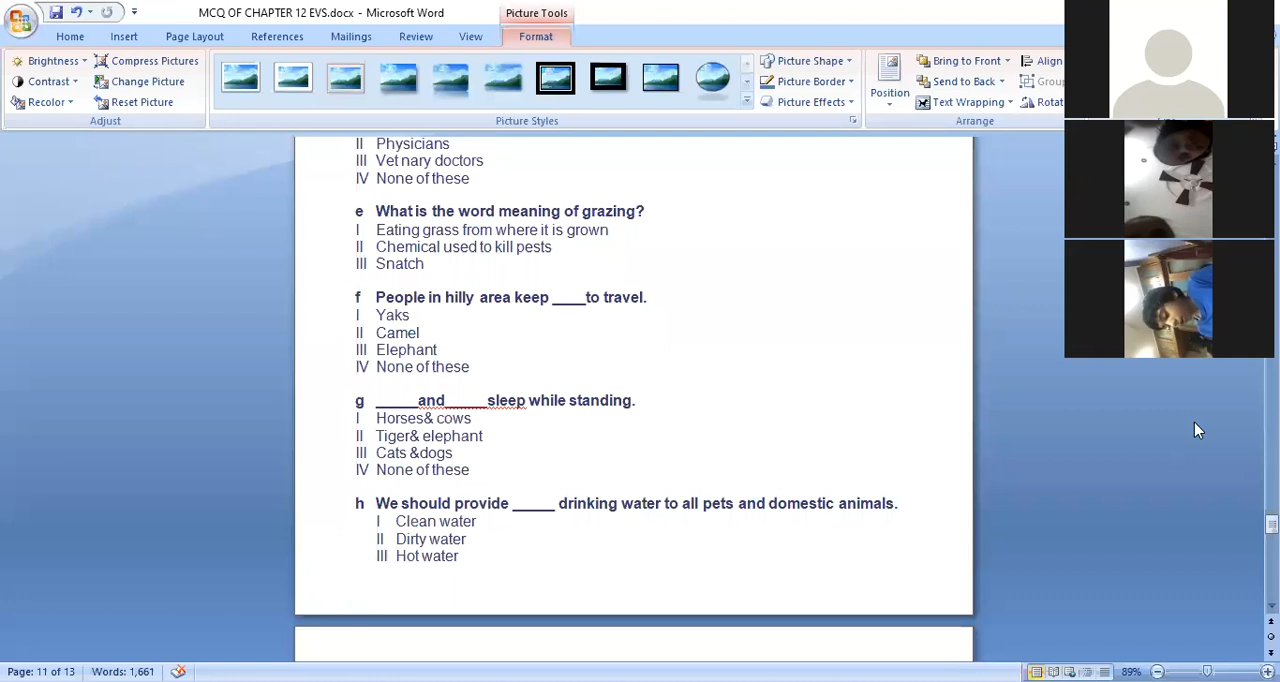 MCQ OF CHAPTER 12 EVS.docx - Microsoft Word
Picture Tools
Home Insert Page Layout References Mailings Review View Format
Brightness Compress Pictures
Contrast Change Picture
Recolor Reset Picture
Adjust
Picture Styles
Picture Shape
Picture Border
Picture Effects
Position
Bring to Front Align
Send to Back Group
Text Wrapping Rotat
Arrange
II Physicians
III Vet nary doctors
IV None of these
e What is the word meaning of grazing?
I Eating grass from where it is grown
II Chemical used to kill pests
III Snatch
f People in hilly area keep ____to travel.
I Yaks
II Camel
III Elephant
IV None of these
g _____and_____sleep while standing.
I Horses& cows
II Tiger& elephant
III Cats &dogs
IV None of these
h We should provide _____ drinking water to all pets and domestic animals.
I Clean water
II Dirty water
III Hot water
Page: 11 of 13 Words: 1,661 89%